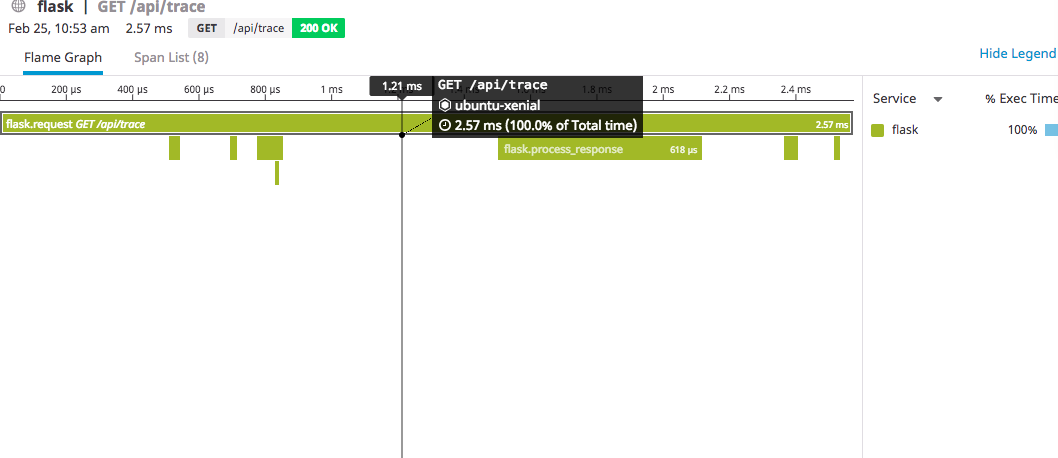 flask | GET /api/trace
Feb 25, 10:53 am 2.57 ms GET /api/trace 200 OK
Flame Graph Span List (8) Hide Legend
0 200 µs 400 µs 600 µs 800 µs 1 ms 1.21 ms 1.8 ms 2 ms 2.2 ms 2.4 ms
GET /api/trace
ubuntu-xenial
2.57 ms (100.0% of Total time)
flask.request GET /api/trace 2.57 ms
flask.process_response 618 µs
Service % Exec Time
flask 100%